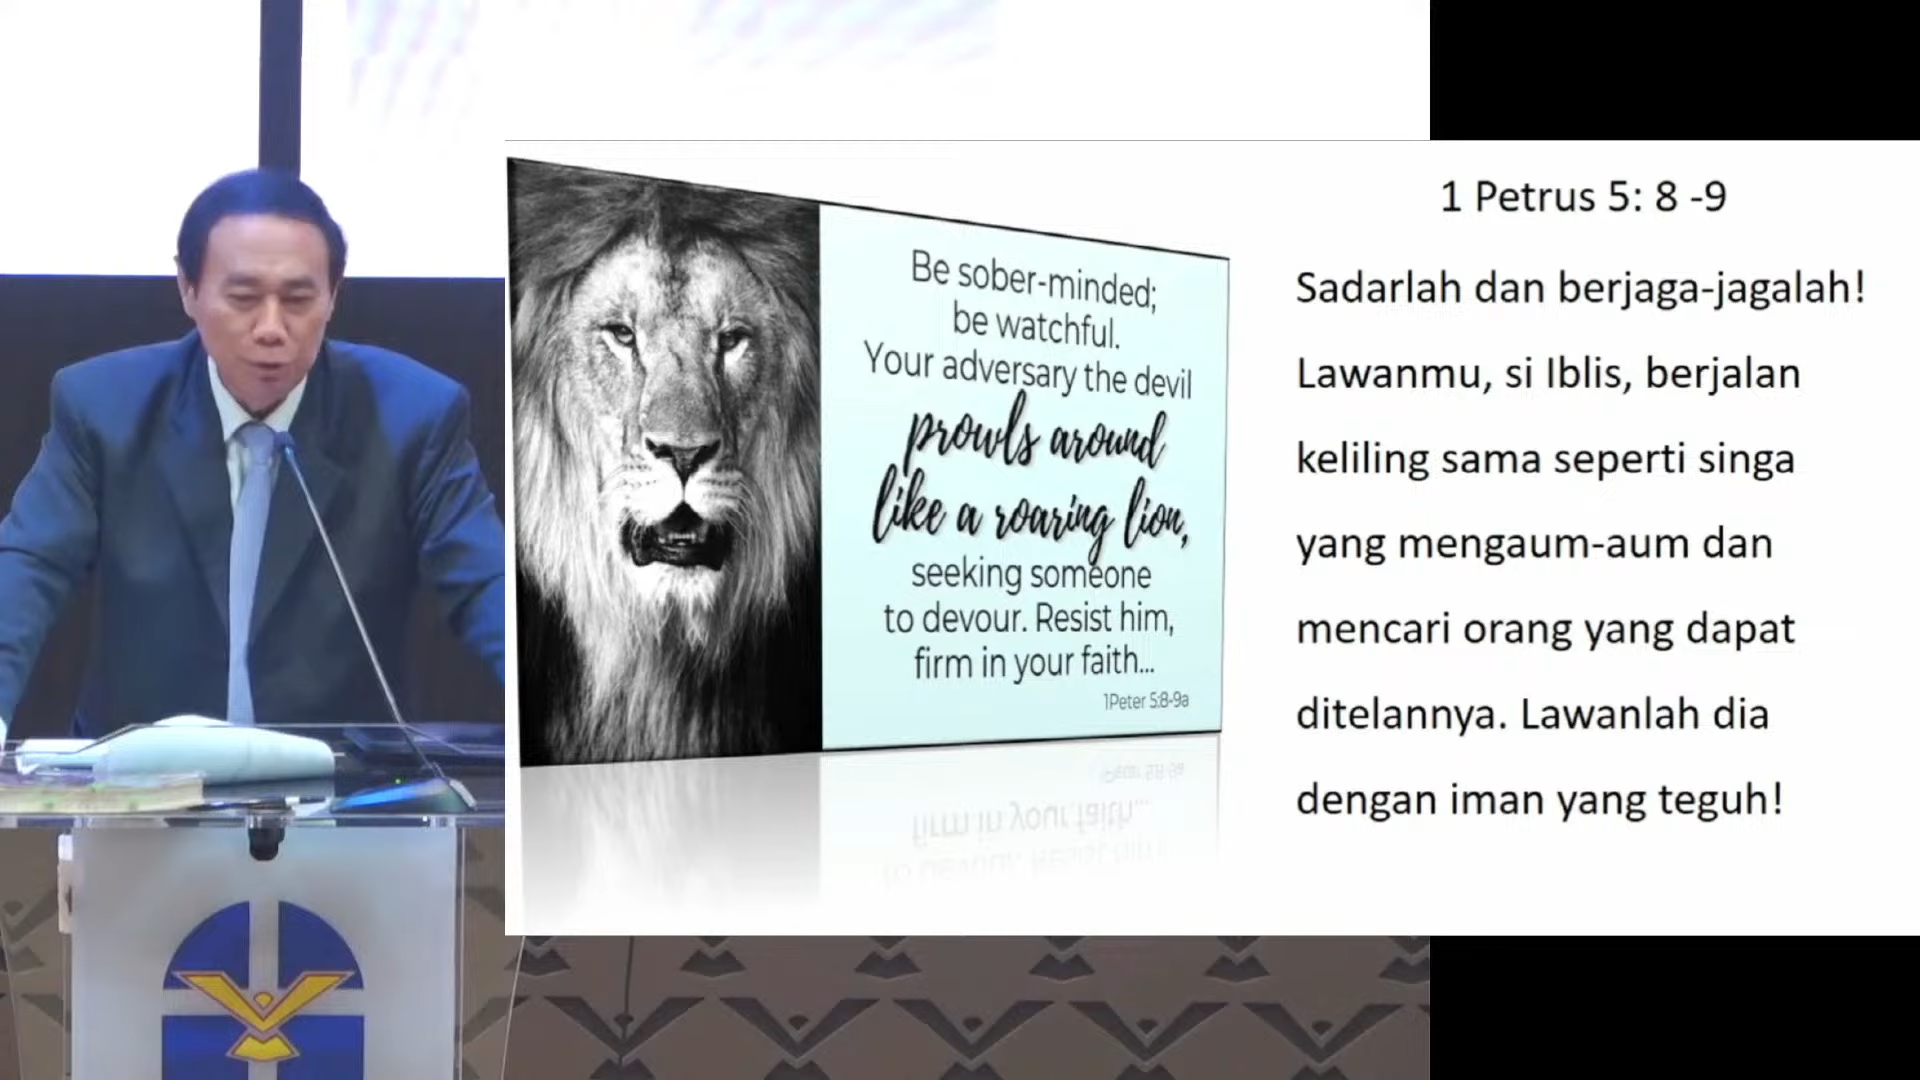 Be sober-minded;
be watchful.
Your adversary the devil
prowls around
like a roaring lion,
seeking someone
to devour. Resist him,
firm in your faith...
1Peter 5:8-9a
1 Petrus 5: 8 -9
Sadarlah dan berjaga-jagalah!
Lawanmu, si Iblis, berjalan
keliling sama seperti singa
yang mengaum-aum dan
mencari orang yang dapat
ditelannya. Lawanlah dia
dengan iman yang teguh!